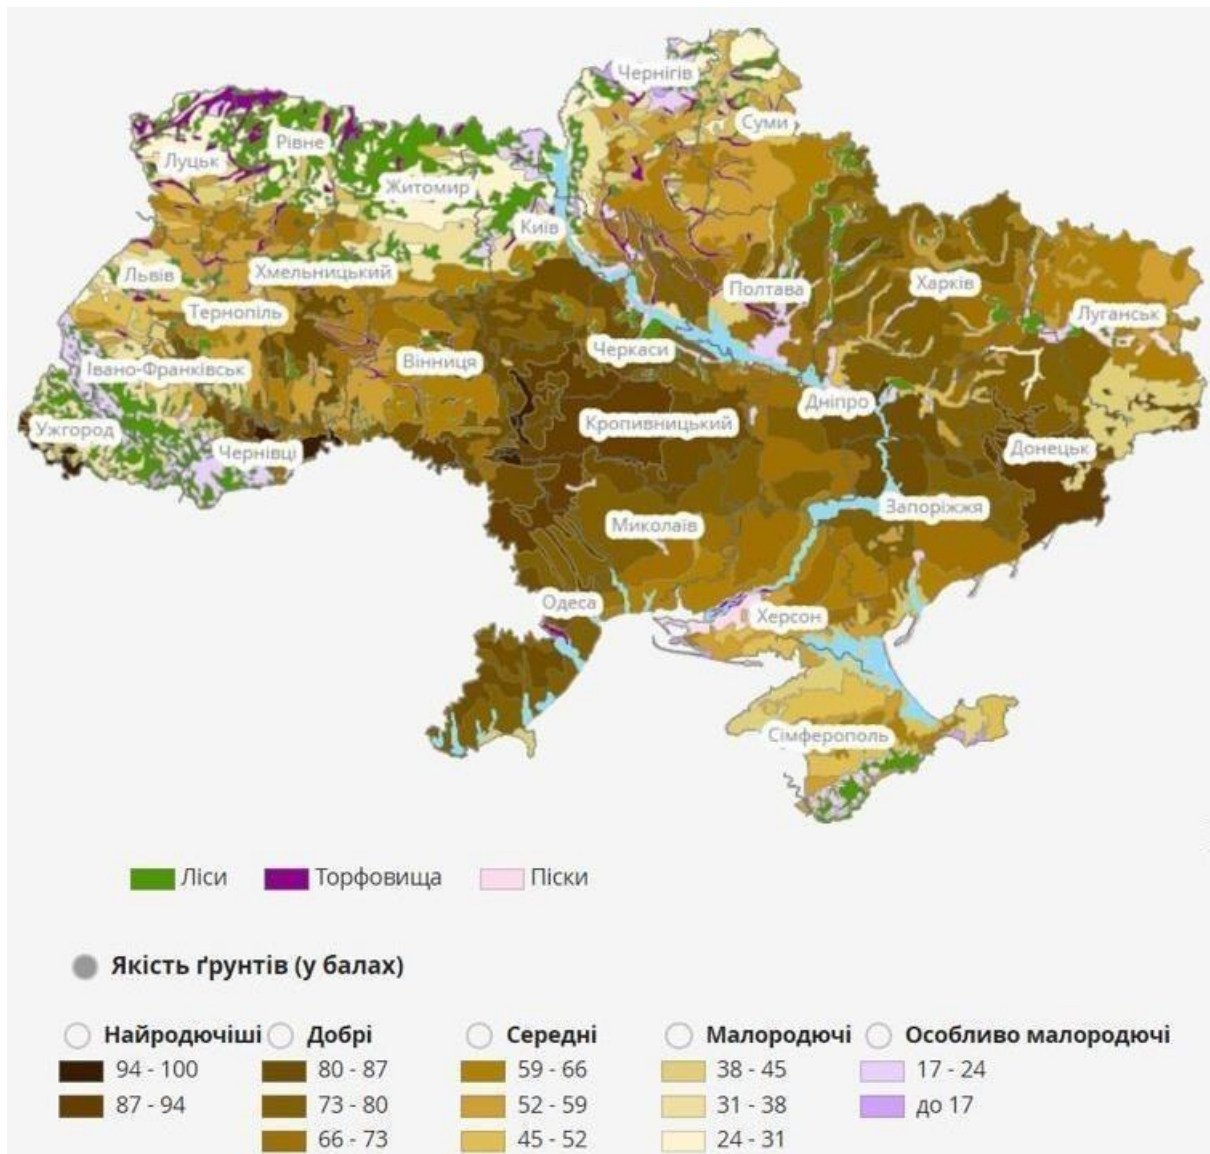 Чернігів
Суми
Рівне
Луцьк
Житомир
Київ
Львів
Хмельницький
Полтава
Харків
Тернопіль
Луганськ
Черкаси
Вінниця
Івано-Франківськ
Дніпро
Ужгород
Кропивницький
Чернівці
Донецьк
Запоріжжя
Миколаїв
Одеса
Херсон
Сімферополь
Ліси Торфовища Піски
Якість ґрунтів (у балах)
Найродючіші Добрі Середні Малородючі Особливо малородючі
94 - 100 80 - 87 59 - 66 38 - 45 17 - 24
87 - 94 73 - 80 52 - 59 31 - 38 до 17
66 - 73 45 - 52 24 - 31